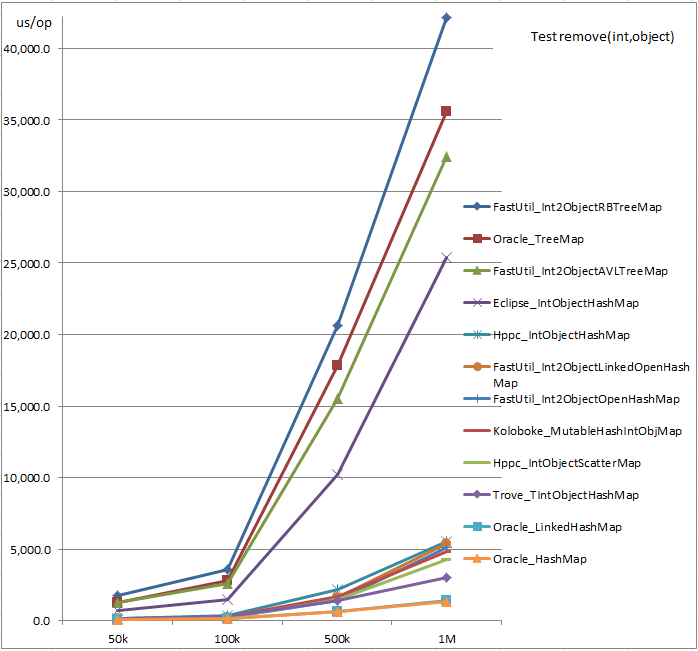 us/op
Test remove(int,object)
40,000.0
35,000.0
30,000.0
25,000.0
20,000.0
15,000.0
10,000.0
5,000.0
0.0
50k
100k
500k
1M
FastUtil_Int2ObjectRBTreeMap
Oracle_TreeMap
FastUtil_Int2ObjectAVLTreeMap
Eclipse_IntObjectHashMap
Hppc_IntObjectHashMap
FastUtil_Int2ObjectLinkedOpenHash
Map
FastUtil_Int2ObjectOpenHashMap
Koloboke_MutableHashIntObjMap
Hppc_IntObjectScatterMap
Trove_TIntObjectHashMap
Oracle_LinkedHashMap
Oracle_HashMap